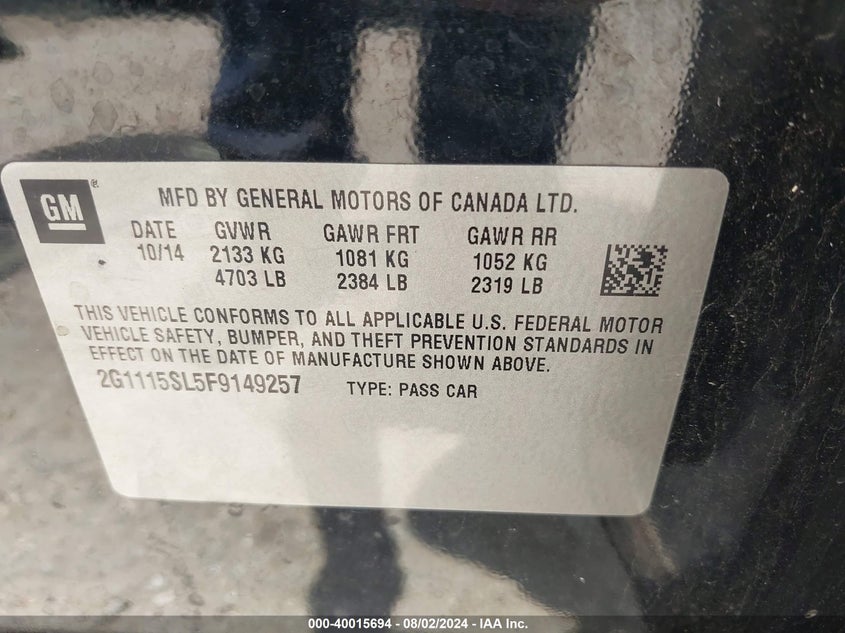 GM ®
MFD BY GENERAL MOTORS OF CANADA LTD.
DATE GVWR GAWR FRT GAWR RR
10/14 2133 KG 1081 KG 1052 KG
4703 LB 2384 LB 2319 LB
THIS VEHICLE CONFORMS TO ALL APPLICABLE U.S. FEDERAL MOTOR
VEHICLE SAFETY, BUMPER, AND THEFT PREVENTION STANDARDS IN
EFFECT ON THE DATE OF MANUFACTURE SHOWN ABOVE.
2G1115SL5F9149257 TYPE: PASS CAR
000-40015694 - 08/02/2024 - IAA Inc.